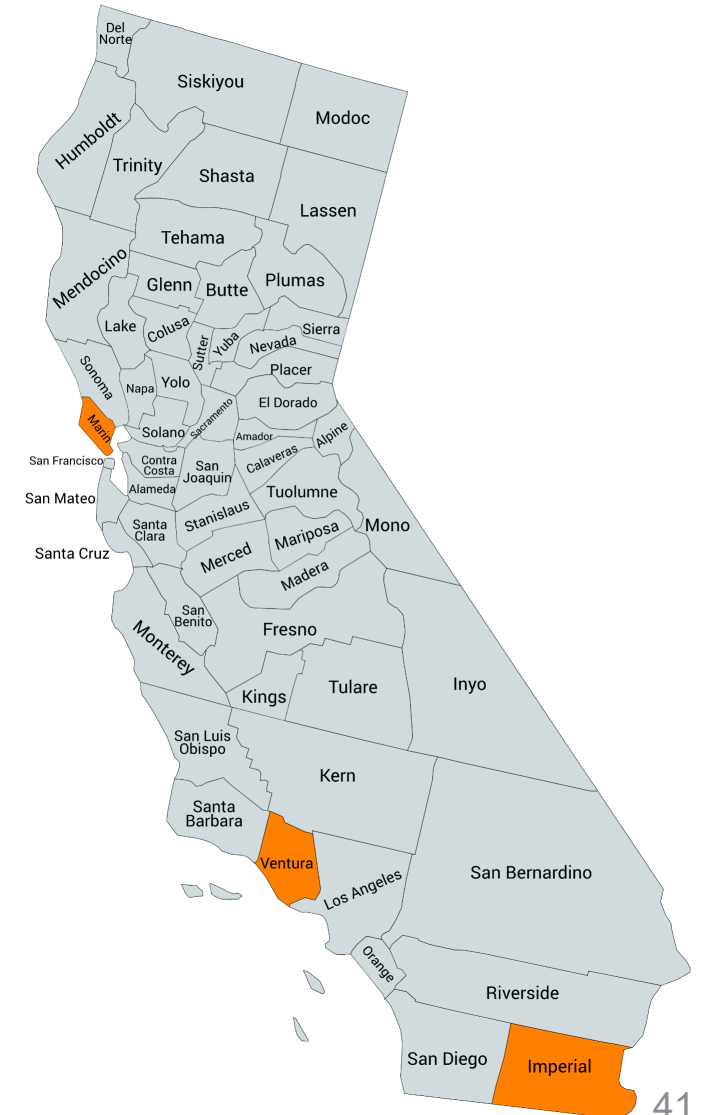 Del
Norte
Siskiyou
Modoc
Humboldt
Trinity
Shasta
Lassen
Tehama
Mendocino
Glenn
Butte
Plumas
Lake
Colusa
Sutter
Yuba
Nevada
Sierra
Placer
Sonoma
Napa
Yolo
El Dorado
Sacramento
Marin
Solano
Amador
Alpine
San Francisco
Contra
Costa
San
Joaquin
Calaveras
San Mateo
Alameda
Tuolumne
Santa
Clara
Stanislaus
Mono
Mariposa
Santa Cruz
Merced
Madera
San
Benito
Monterey
Fresno
Inyo
Kings
Tulare
San Luis
Obispo
Kern
Santa
Barbara
Ventura
Los Angeles
San Bernardino
Orange
Riverside
San Diego
Imperial
41